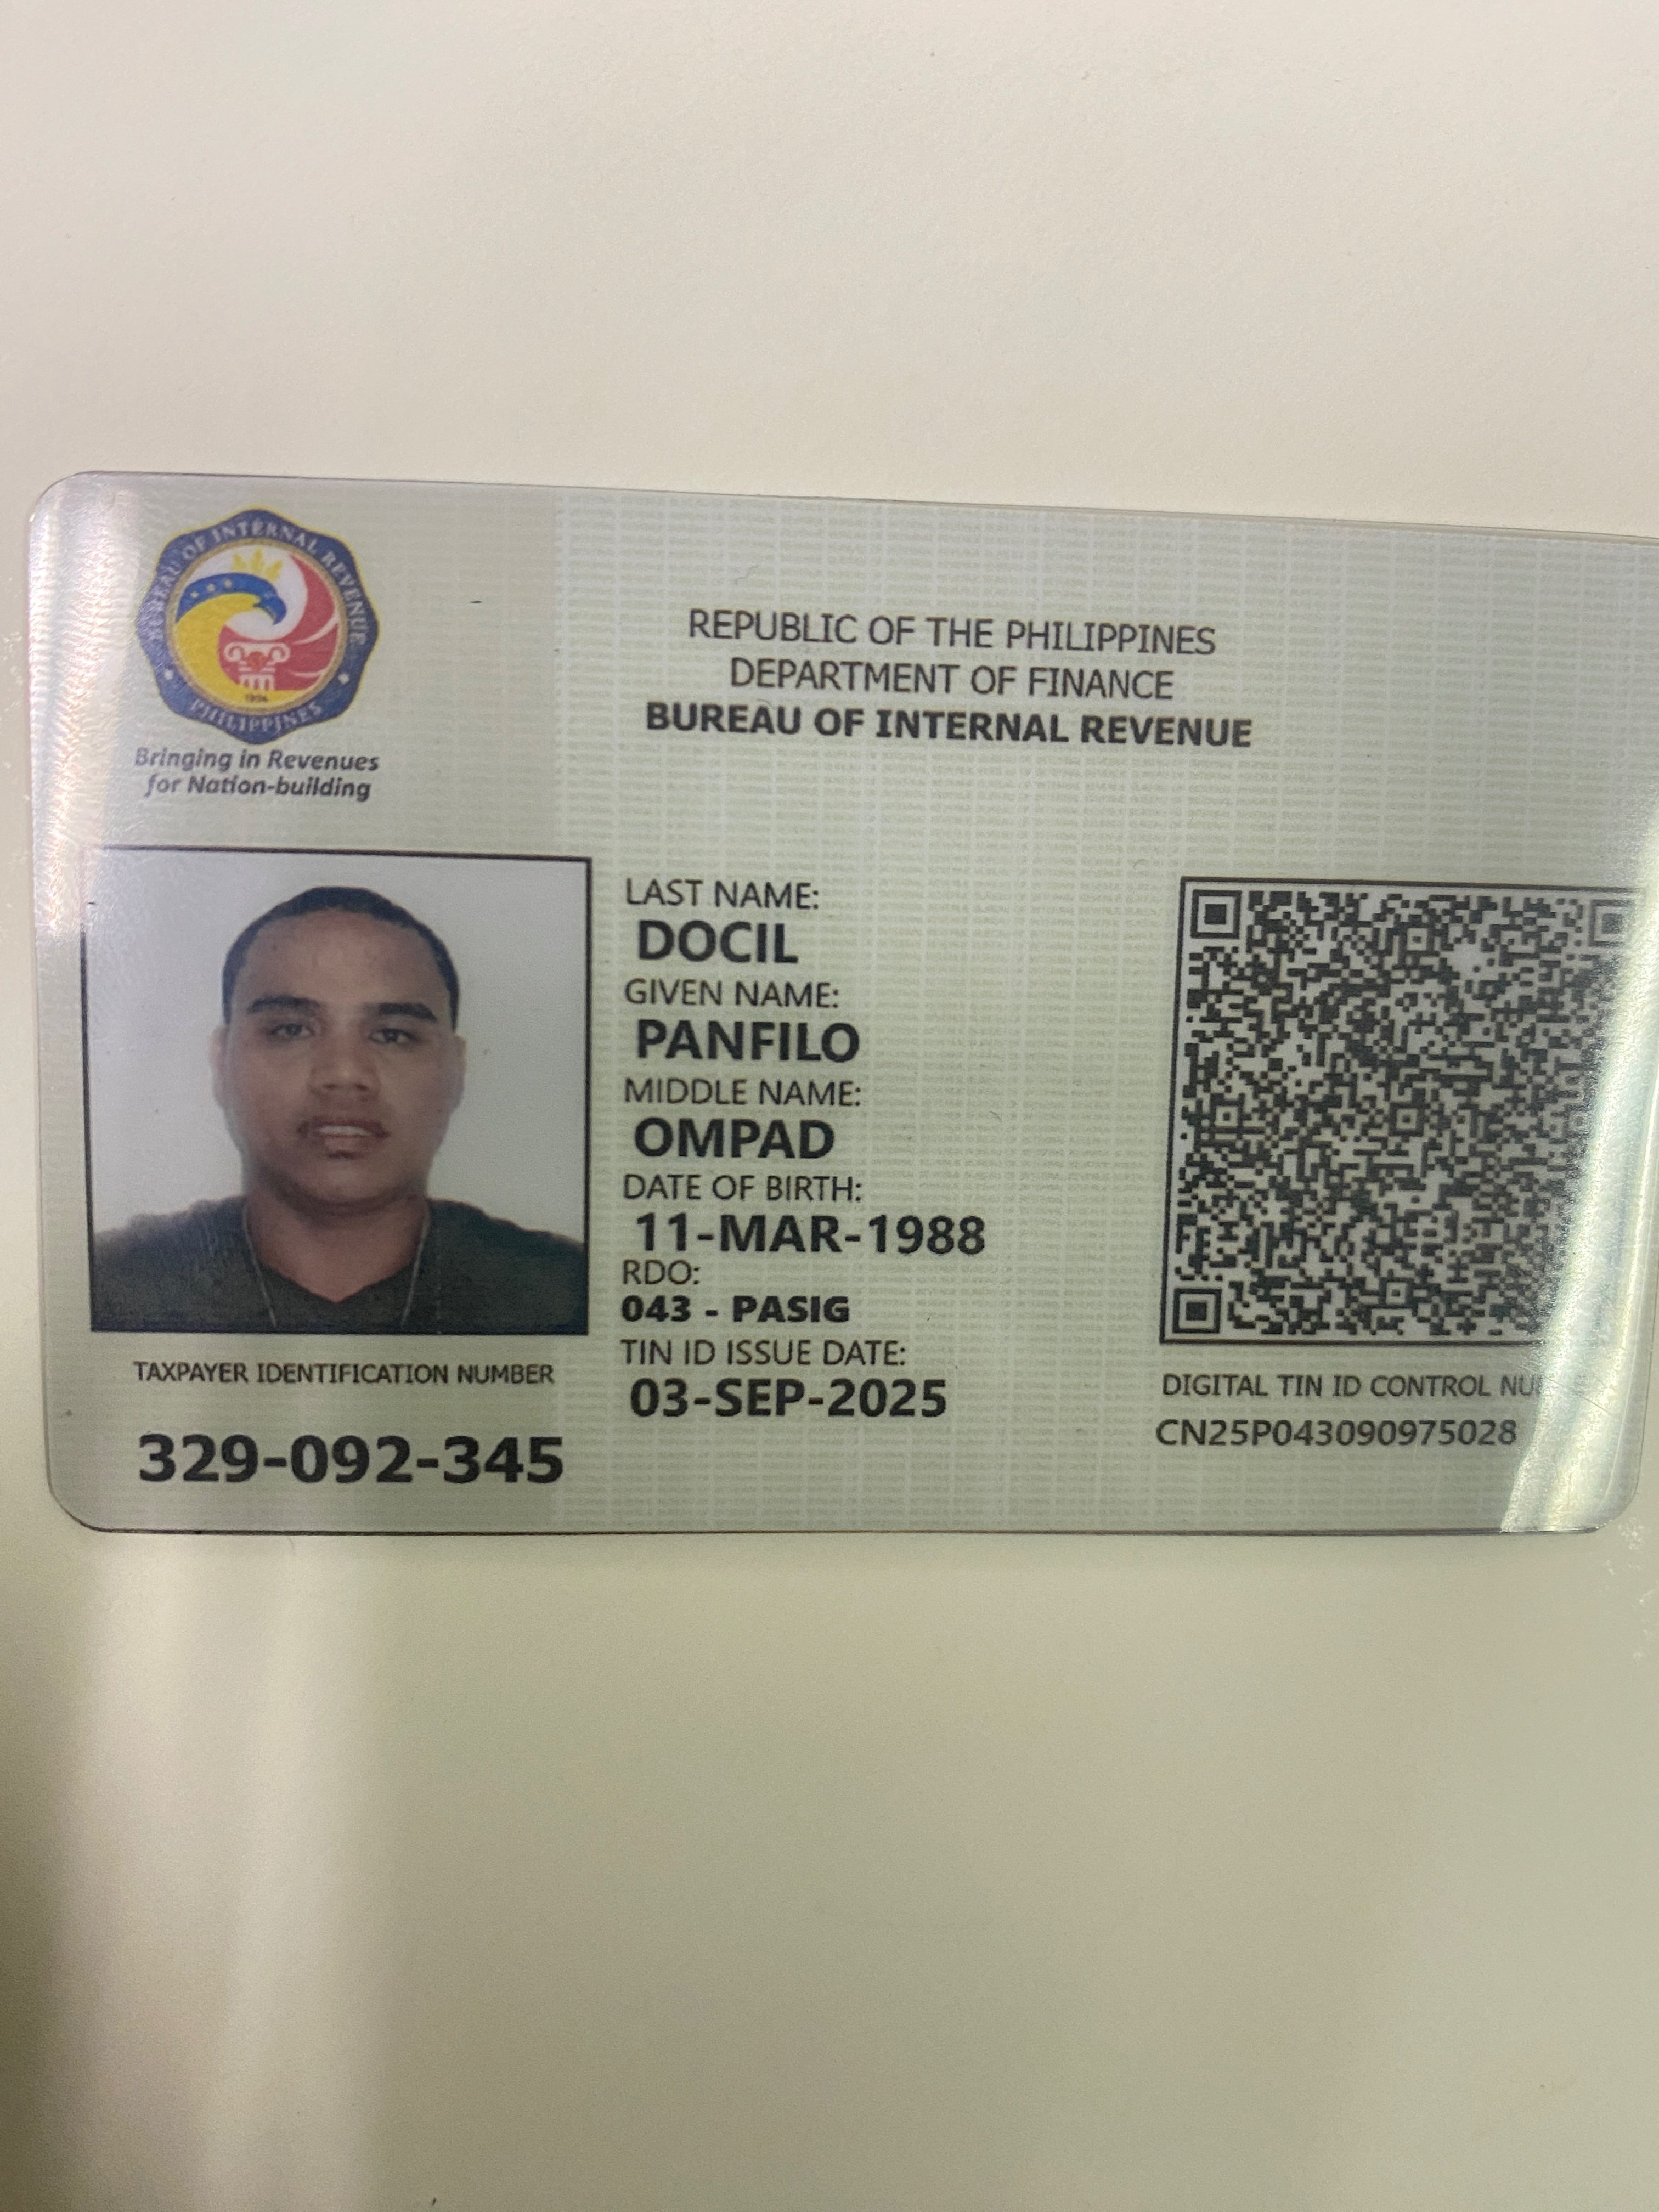 BUREAU OF INTERNAL REVENUE
1904
PHILIPPINES
Bringing in Revenues
for Nation-building
REPUBLIC OF THE PHILIPPINES
DEPARTMENT OF FINANCE
BUREAU OF INTERNAL REVENUE
LAST NAME:
DOCIL
GIVEN NAME:
PANFILO
MIDDLE NAME:
OMPAD
DATE OF BIRTH:
11-MAR-1988
RDO:
043 - PASIG
TIN ID ISSUE DATE:
03-SEP-2025
TAXPAYER IDENTIFICATION NUMBER
329-092-345
DIGITAL TIN ID CONTROL
CN25P043090975028